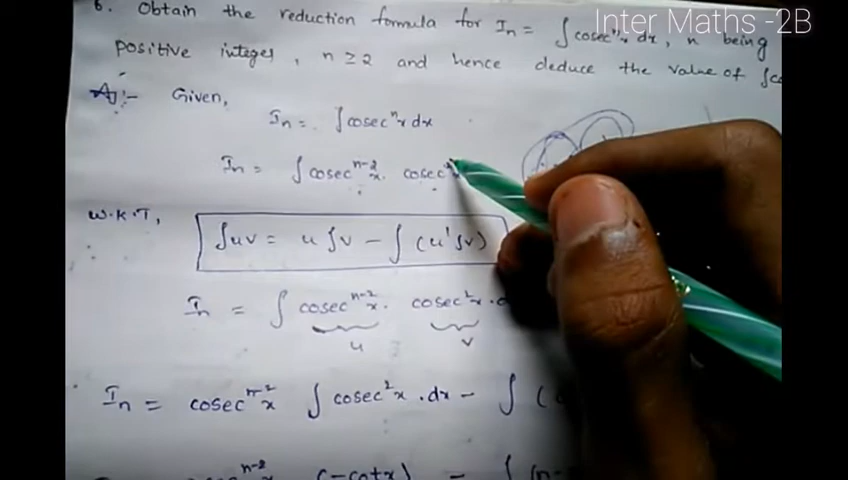 Inter Maths -2B
6. Obtain the reduction formula for Iₙ = ∫ cosecⁿx dx, n being
positive integer, n ≥ 2 and hence deduce the value of ∫
A):- Given,
Iₙ = ∫ cosecⁿx dx
Iₙ = ∫ cosecⁿ⁻²x. cosec²
W.K.T, ∫uv = u ∫v - ∫ (u' ∫v)
Iₙ = ∫ cosecⁿ⁻²x. cosec²x.
u v
Iₙ = cosecⁿ⁻²x ∫ cosec²x .dx - ∫ (
n-2 (-cotx) - ∫ (n-